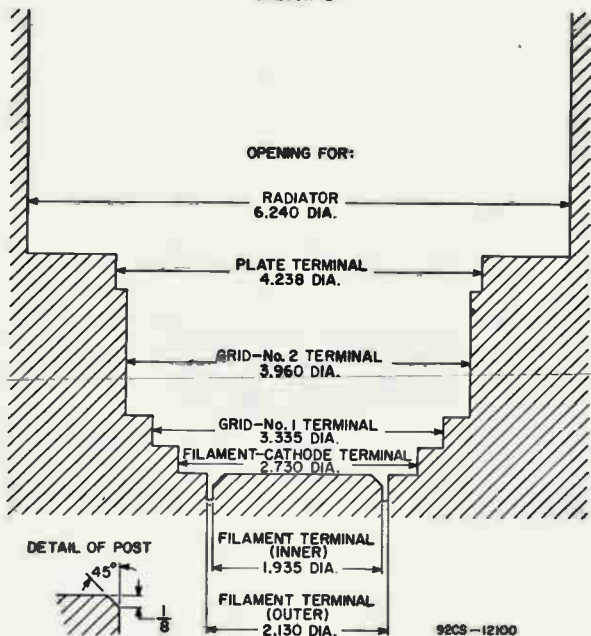 OPENING FOR:
RADIATOR
6.240 DIA.
PLATE TERMINAL
4.238 DIA.
GRID-No.2 TERMINAL
3.960 DIA.
GRID-No.1 TERMINAL
3.335 DIA.
FILAMENT-CATHODE TERMINAL
2.730 DIA.
DETAIL OF POST
45°
1/8
FILAMENT TERMINAL
(INNER)
1.935 DIA.
FILAMENT TERMINAL
(OUTER)
2.130 DIA.
92CS-12100